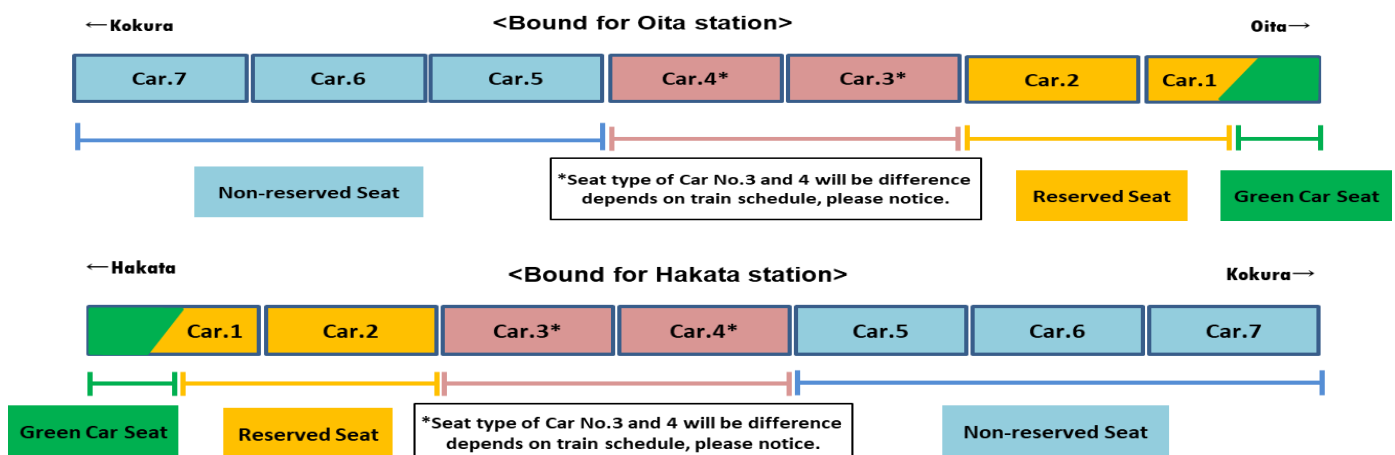 ←Kokura
<Bound for Oita station>
Oita→
Car.7
Car.6
Car.5
Car.4*
Car.3*
Car.2
Car.1
Non-reserved Seat
*Seat type of Car No.3 and 4 will be difference
depends on train schedule, please notice.
Reserved Seat
Green Car Seat
←Hakata
<Bound for Hakata station>
Kokura→
Car.1
Car.2
Car.3*
Car.4*
Car.5
Car.6
Car.7
Green Car Seat
Reserved Seat
*Seat type of Car No.3 and 4 will be difference
depends on train schedule, please notice.
Non-reserved Seat